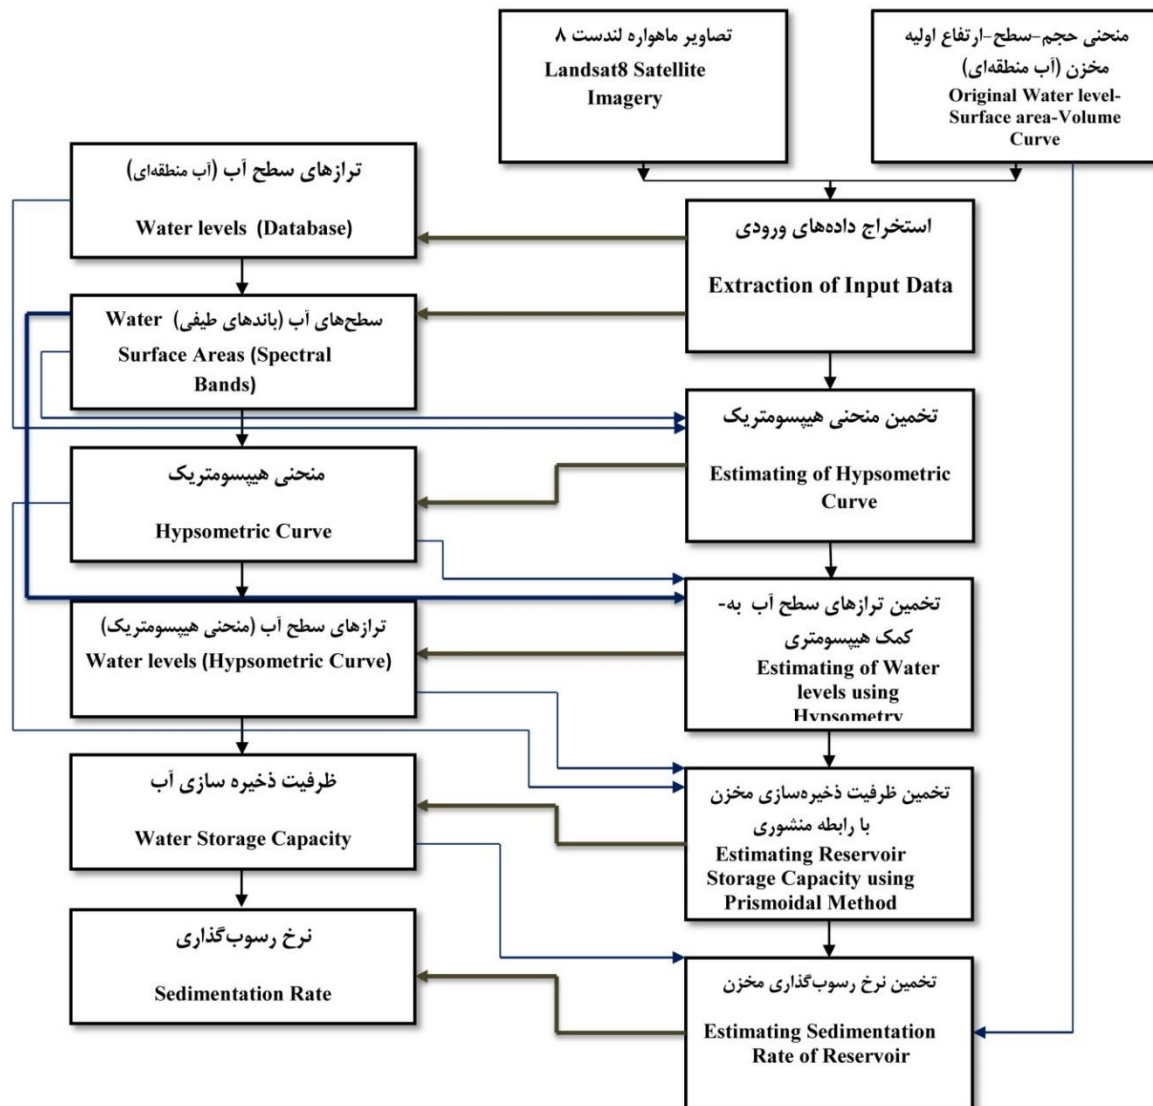 تصاویر ماهواره لندست ۸
Landsat8 Satellite
Imagery
منحنی حجم-سطح-ارتفاع اولیه
مخزن (آب منطقه‌ای)
Original Water level-
Surface area-Volume
Curve
ترازهای سطح آب (آب منطقه‌ای)
Water levels (Database)
استخراج داده‌های ورودی
Extraction of Input Data
سطح‌های آب (باندهای طیفی) Water
Surface Areas (Spectral
Bands)
تخمین منحنی هیپسومتریک
Estimating of Hypsometric
Curve
منحنی هیپسومتریک
Hypsometric Curve
تخمین ترازهای سطح آب به-
کمک هیپسومتری
Estimating of Water
levels using
Hypsometry
ترازهای سطح آب (منحنی هیپسومتریک)
Water levels (Hypsometric Curve)
تخمین ظرفیت ذخیره‌سازی مخزن
با رابطه منشوری
Estimating Reservoir
Storage Capacity using
Prismoidal Method
ظرفیت ذخیره سازی آب
Water Storage Capacity
تخمین نرخ رسوب‌گذاری مخزن
Estimating Sedimentation
Rate of Reservoir
نرخ رسوب‌گذاری
Sedimentation Rate